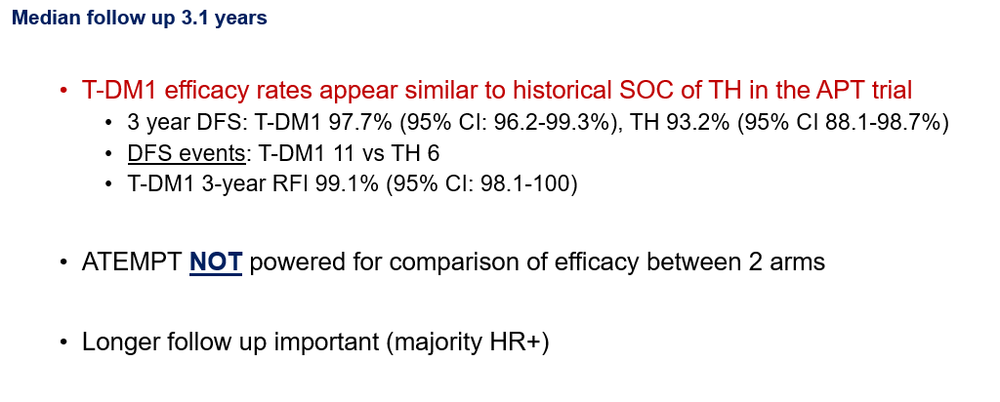 Median follow up 3.1 years
• T-DM1 efficacy rates appear similar to historical SOC of TH in the APT trial
• 3 year DFS: T-DM1 97.7% (95% CI: 96.2-99.3%), TH 93.2% (95% CI 88.1-98.7%)
• DFS events: T-DM1 11 vs TH 6
• T-DM1 3-year RFI 99.1% (95% CI: 98.1-100)
• ATEMPT NOT powered for comparison of efficacy between 2 arms
• Longer follow up important (majority HR+)